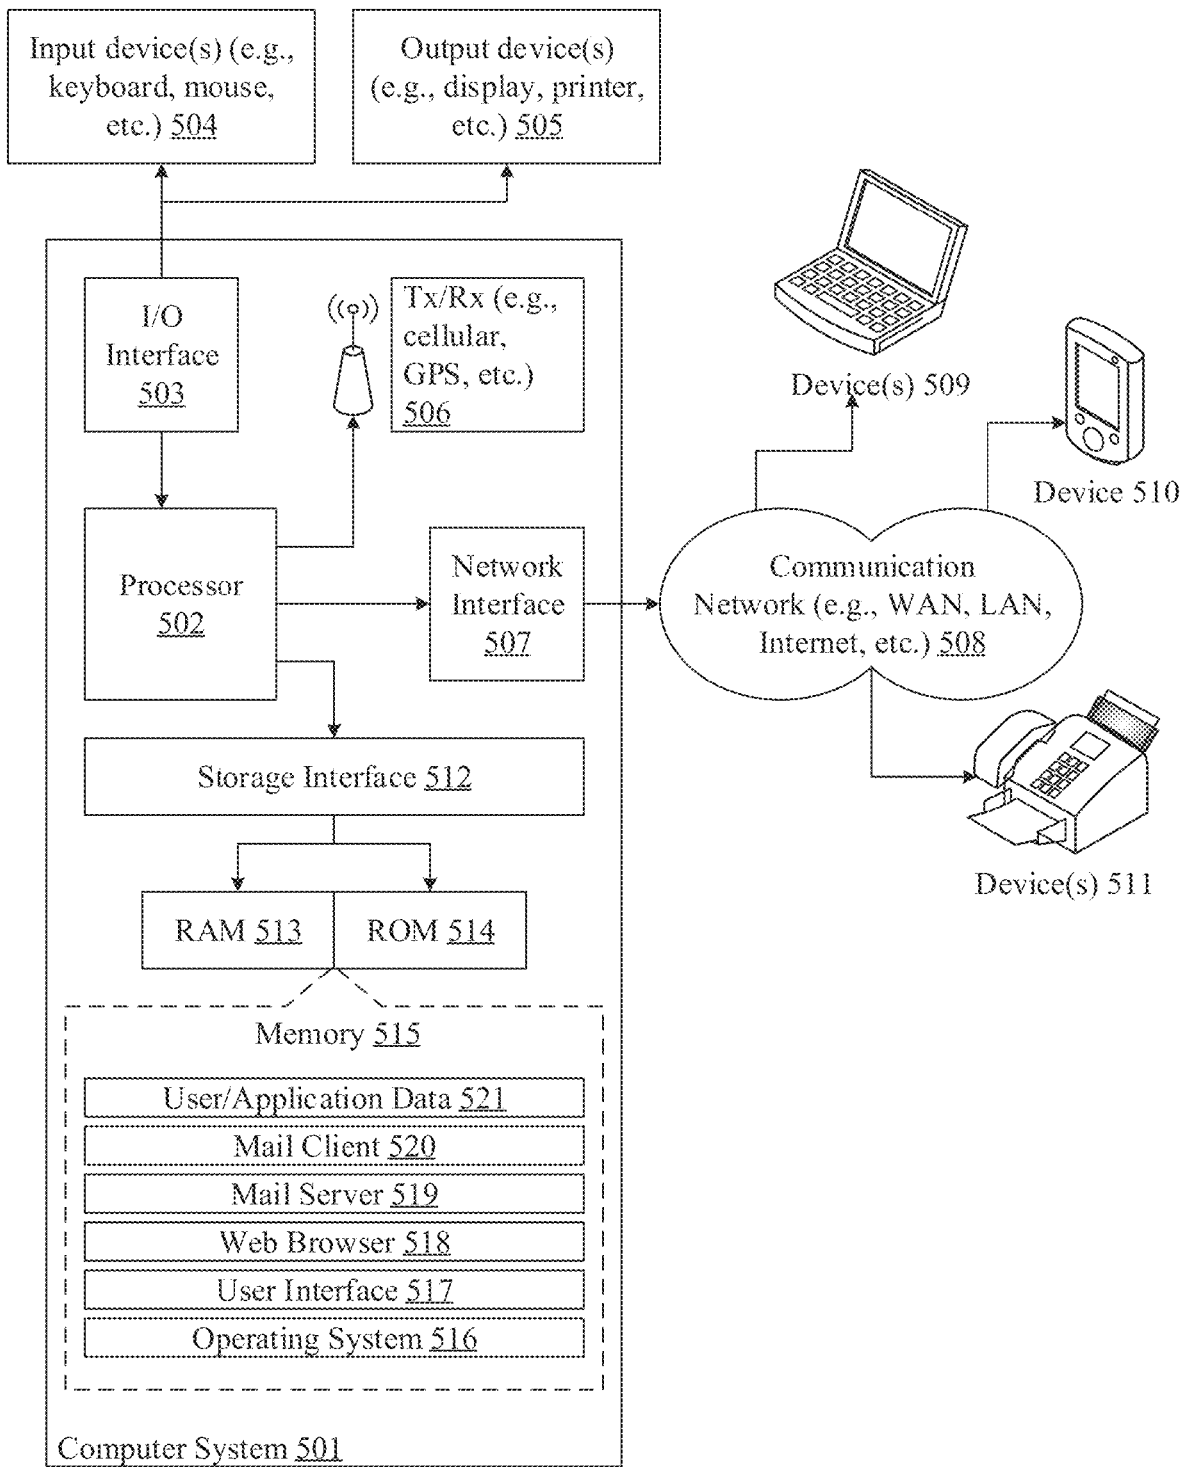 Input device(s) (e.g.,
keyboard, mouse,
etc.) 504
Output device(s)
(e.g., display, printer,
etc.) 505
I/O
Interface
503
Tx/Rx (e.g.,
cellular,
GPS, etc.)
506
Device(s) 509
Device 510
Processor
502
Network
Interface
507
Communication
Network (e.g., WAN, LAN,
Internet, etc.) 508
Storage Interface 512
Device(s) 511
RAM 513
ROM 514
Memory 515
User/Application Data 521
Mail Client 520
Mail Server 519
Web Browser 518
User Interface 517
Operating System 516
Computer System 501